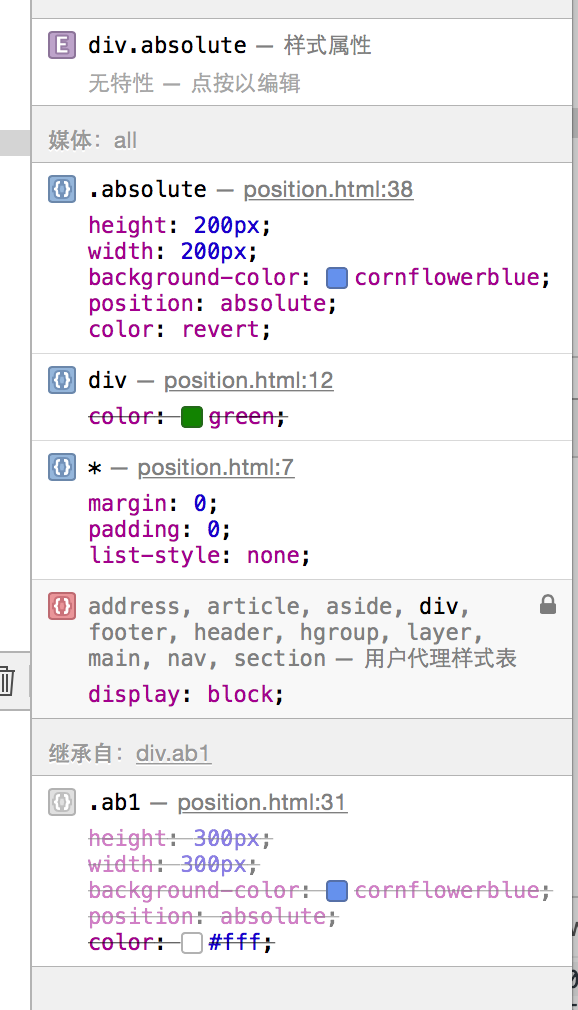 E div.absolute — 样式属性
无特性 — 点按以编辑
媒体：all
{} .absolute — position.html:38
height: 200px;
width: 200px;
background-color: cornflowerblue;
position: absolute;
color: revert;
{} div — position.html:12
color: green;
{} * — position.html:7
margin: 0;
padding: 0;
list-style: none;
{} address, article, aside, div,
footer, header, hgroup, layer,
main, nav, section — 用户代理样式表
display: block;
继承自：div.ab1
{} .ab1 — position.html:31
height: 300px;
width: 300px;
background-color: cornflowerblue;
position: absolute;
color: #fff;